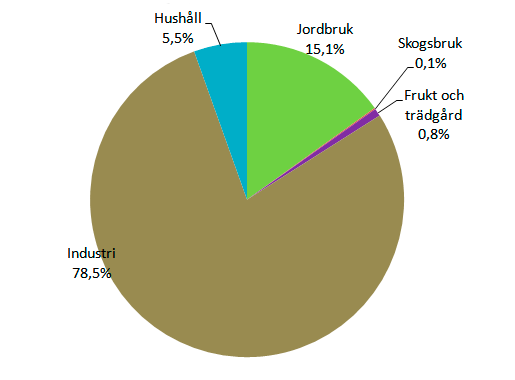 Hushåll
5,5%
Jordbruk
15,1%
Skogsbruk
0,1%
Frukt och
trädgård
0,8%
Industri
78,5%